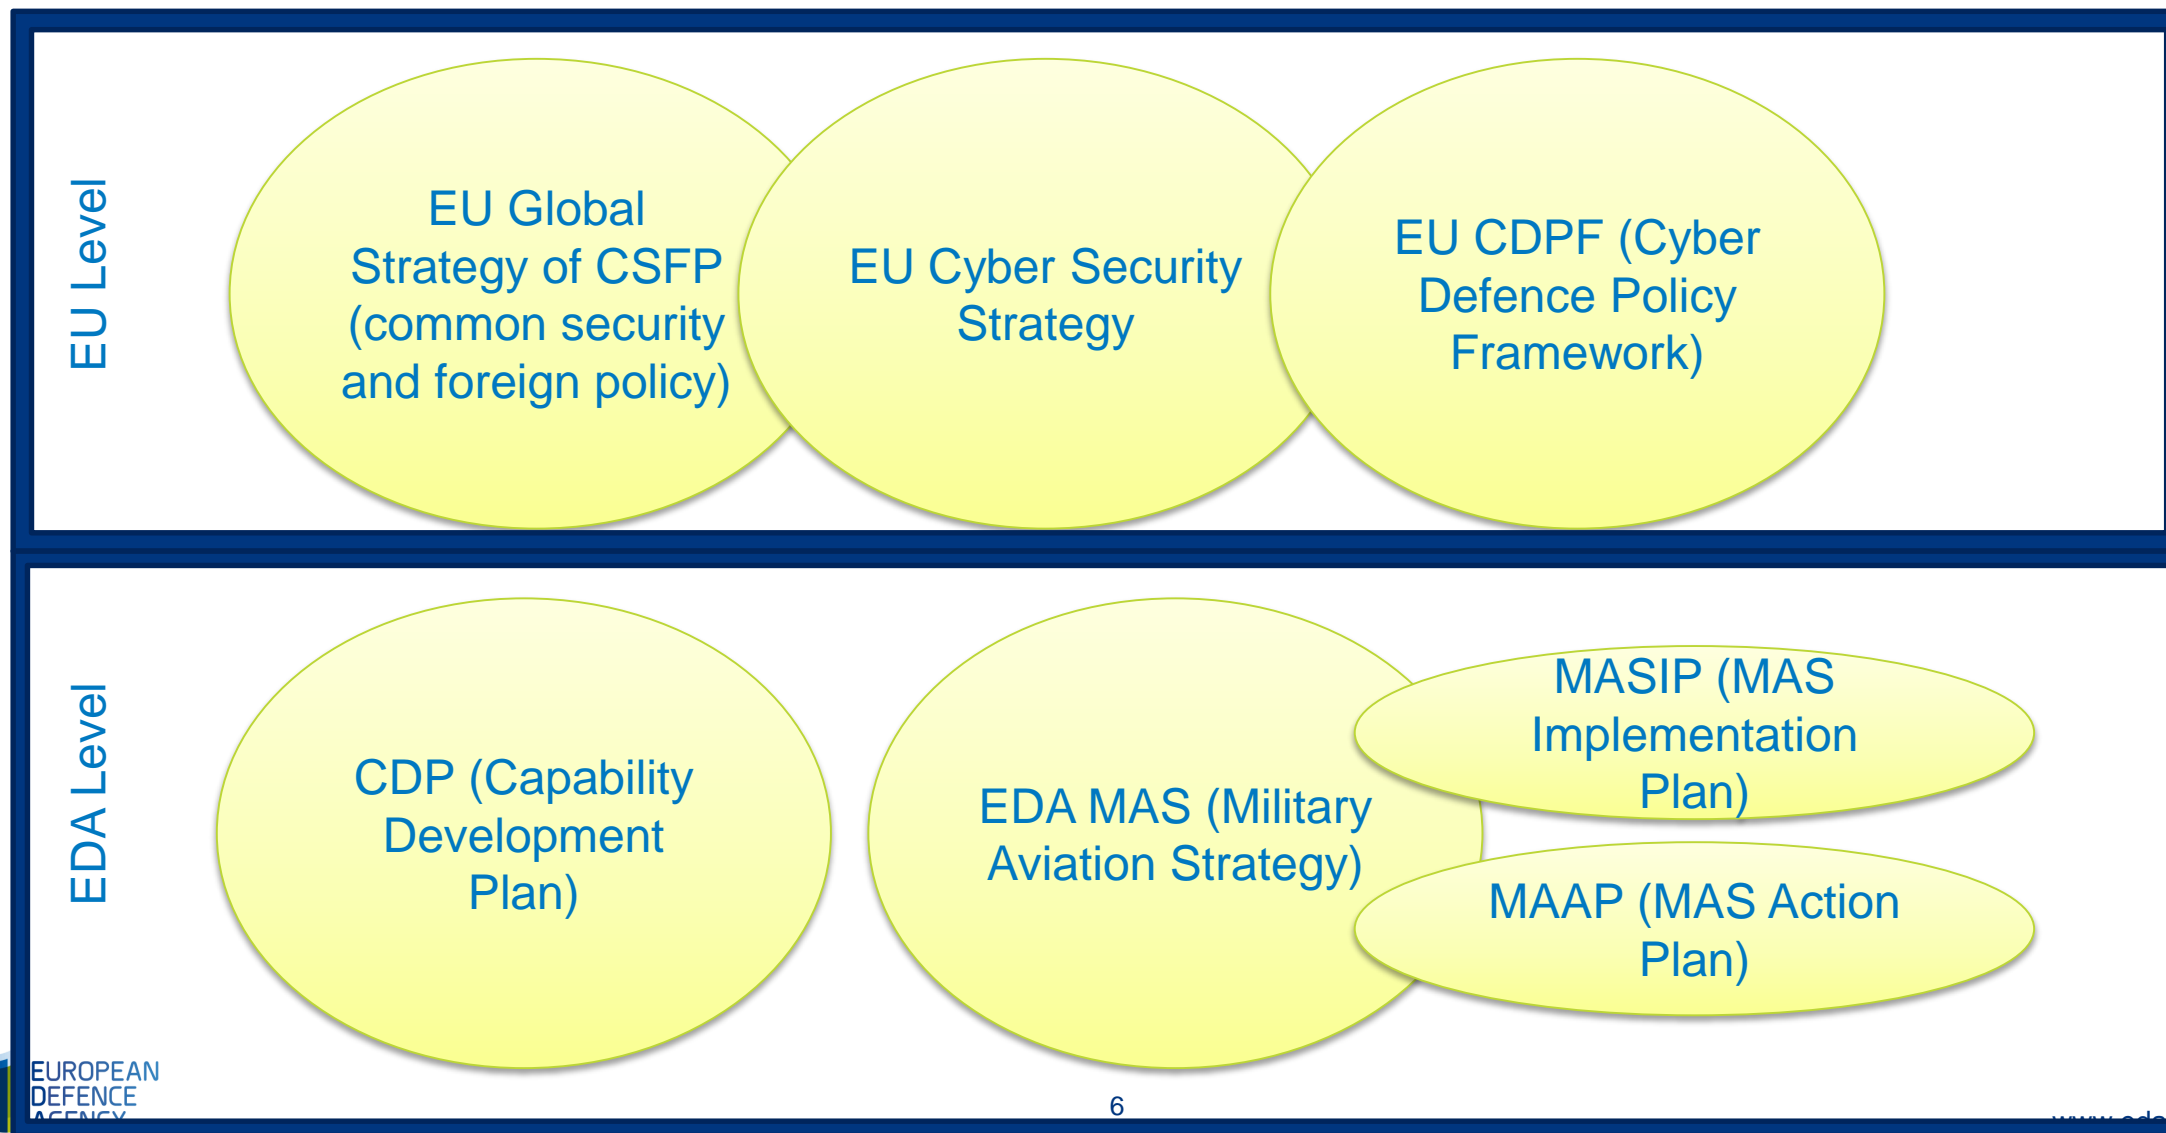 EU Level
EU Global
Strategy of CSFP
(common security
and foreign policy)
EU Cyber Security
Strategy
EU CDPF (Cyber
Defence Policy
Framework)
EDA Level
CDP (Capability
Development
Plan)
EDA MAS (Military
Aviation Strategy)
MASIP (MAS
Implementation
Plan)
MAAP (MAS Action
Plan)
EUROPEAN
DEFENCE
AGENCY
6